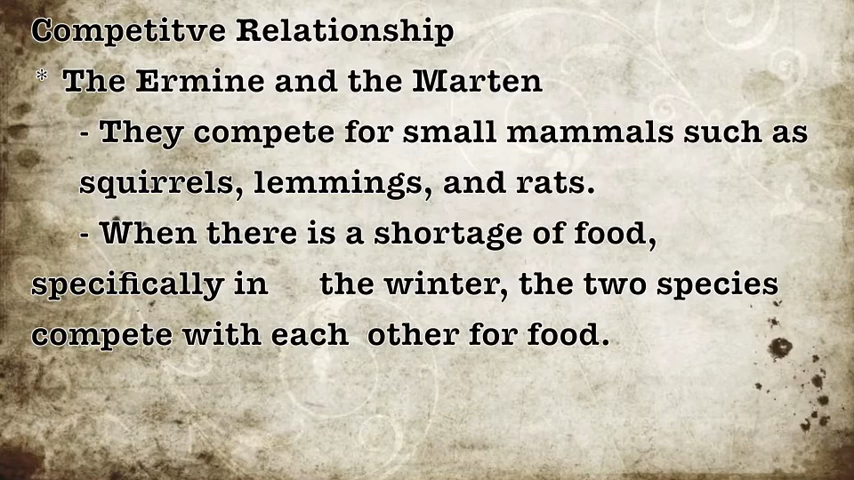 Competitve Relationship
* The Ermine and the Marten
- They compete for small mammals such as
squirrels, lemmings, and rats.
- When there is a shortage of food,
specifically in the winter, the two species
compete with each other for food.